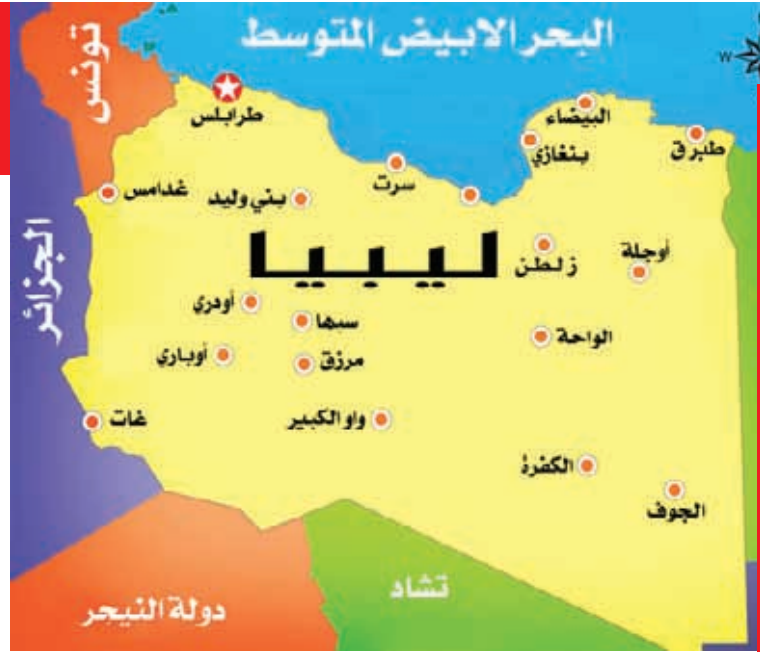 البحر الابيض المتوسط
تونس
W
طرابلس
البيضاء
بنغازي
طبرق
سرت
غدامس
بني وليد
الجزائر
ليبيا
زلطن
أوجلة
أودري
سبها
الواحة
أوباري
مرزق
غات
واو الكبير
الكفرة
الجوف
تشاد
دولة النيجر